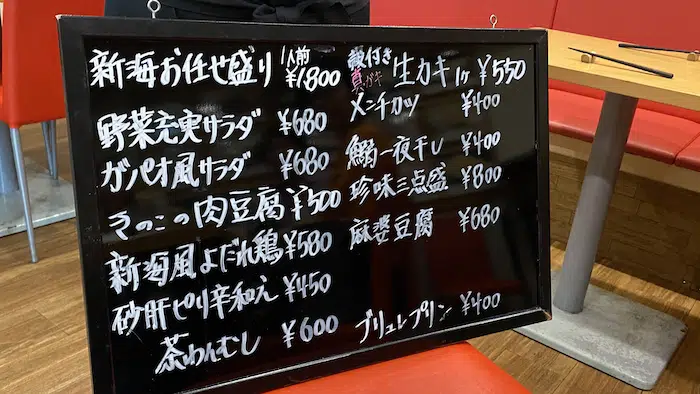 新海お任せ盛り 1人前 ¥1800
野菜充実サラダ ¥680
ガパオ風サラダ ¥680
きのこの肉豆腐 ¥500
新海風よだれ鶏 ¥580
砂肝ピリ辛和え ¥450
茶わんむし ¥600
殻付き 真ガキ 生カキ 1ヶ ¥550
メンチカツ ¥400
一夜干し ¥400
珍味三点盛 ¥800
麻婆豆腐 ¥680
ブリュレプリン ¥400